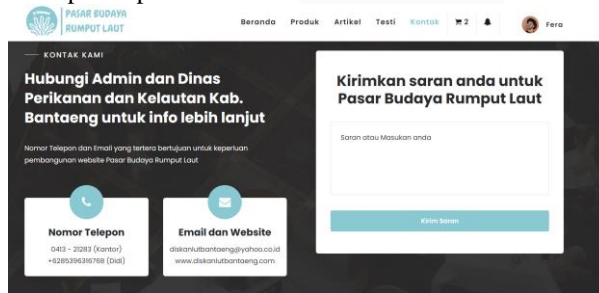 PASAR BUDAYA
RUMPUT LAUT
Beranda Produk Artikel Testi Kontak 2 Fera
KONTAK KAMI
Hubungi Admin dan Dinas
Perikanan dan Kelautan Kab.
Bantaeng untuk info lebih lanjut
Nomor Telepon dan Email yang tertera bertujuan untuk keperluan
pembangunan website Pasar Budaya Rumput Laut
Nomor Telepon
0413 - 21283 (Kantor)
+6285396316768 (Didi)
Email dan Website
diskanlutbantaeng@yahoo.co.id
www.diskanlutbantaeng.com
Kirimkan saran anda untuk
Pasar Budaya Rumput Laut
Saran atau Masukan anda
Kirim Saran